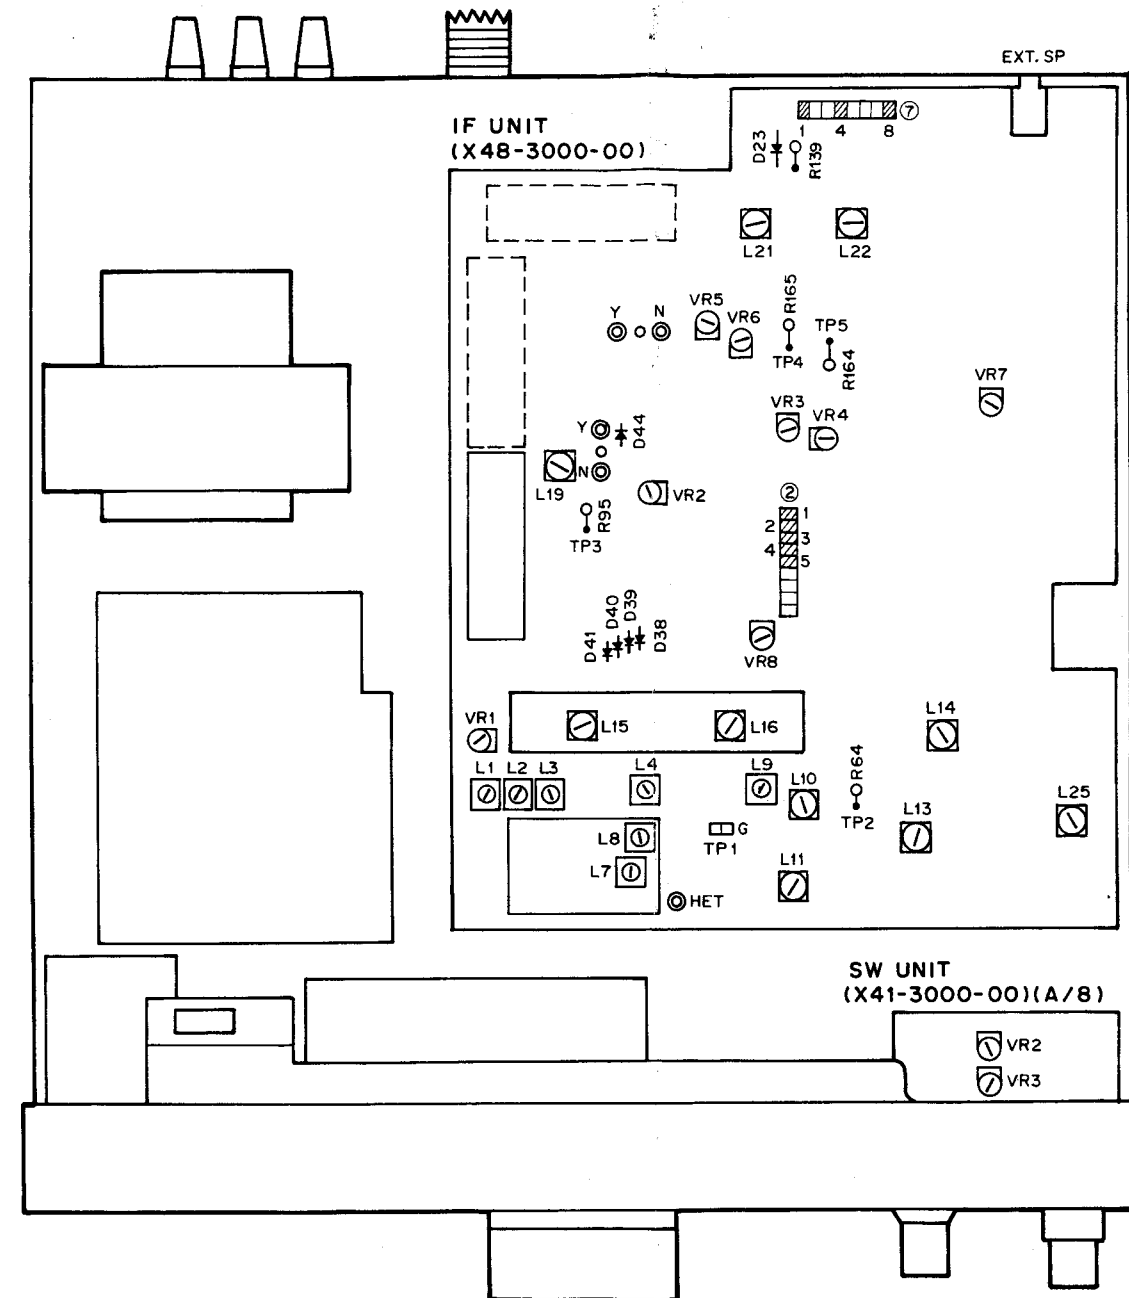 EXT. SP
IF UNIT
(X48-3000-00)
⑦
1 4 8
D23
R139
L21
L22
R165
VR5
Y N
VR6
TP5
TP4
R164
VR7
VR3
VR4
Y
D44
N
L19
VR2
②
1
2
3
4
5
R95
TP3
D41
D40
D39
D38
VR8
VR1
L15
L16
L14
L1 L2 L3
L4
L9
L10
R64
TP2
L13
L25
L8
G
TP1
L7
L11
HET
SW UNIT
(X41-3000-00)(A/8)
VR2
VR3